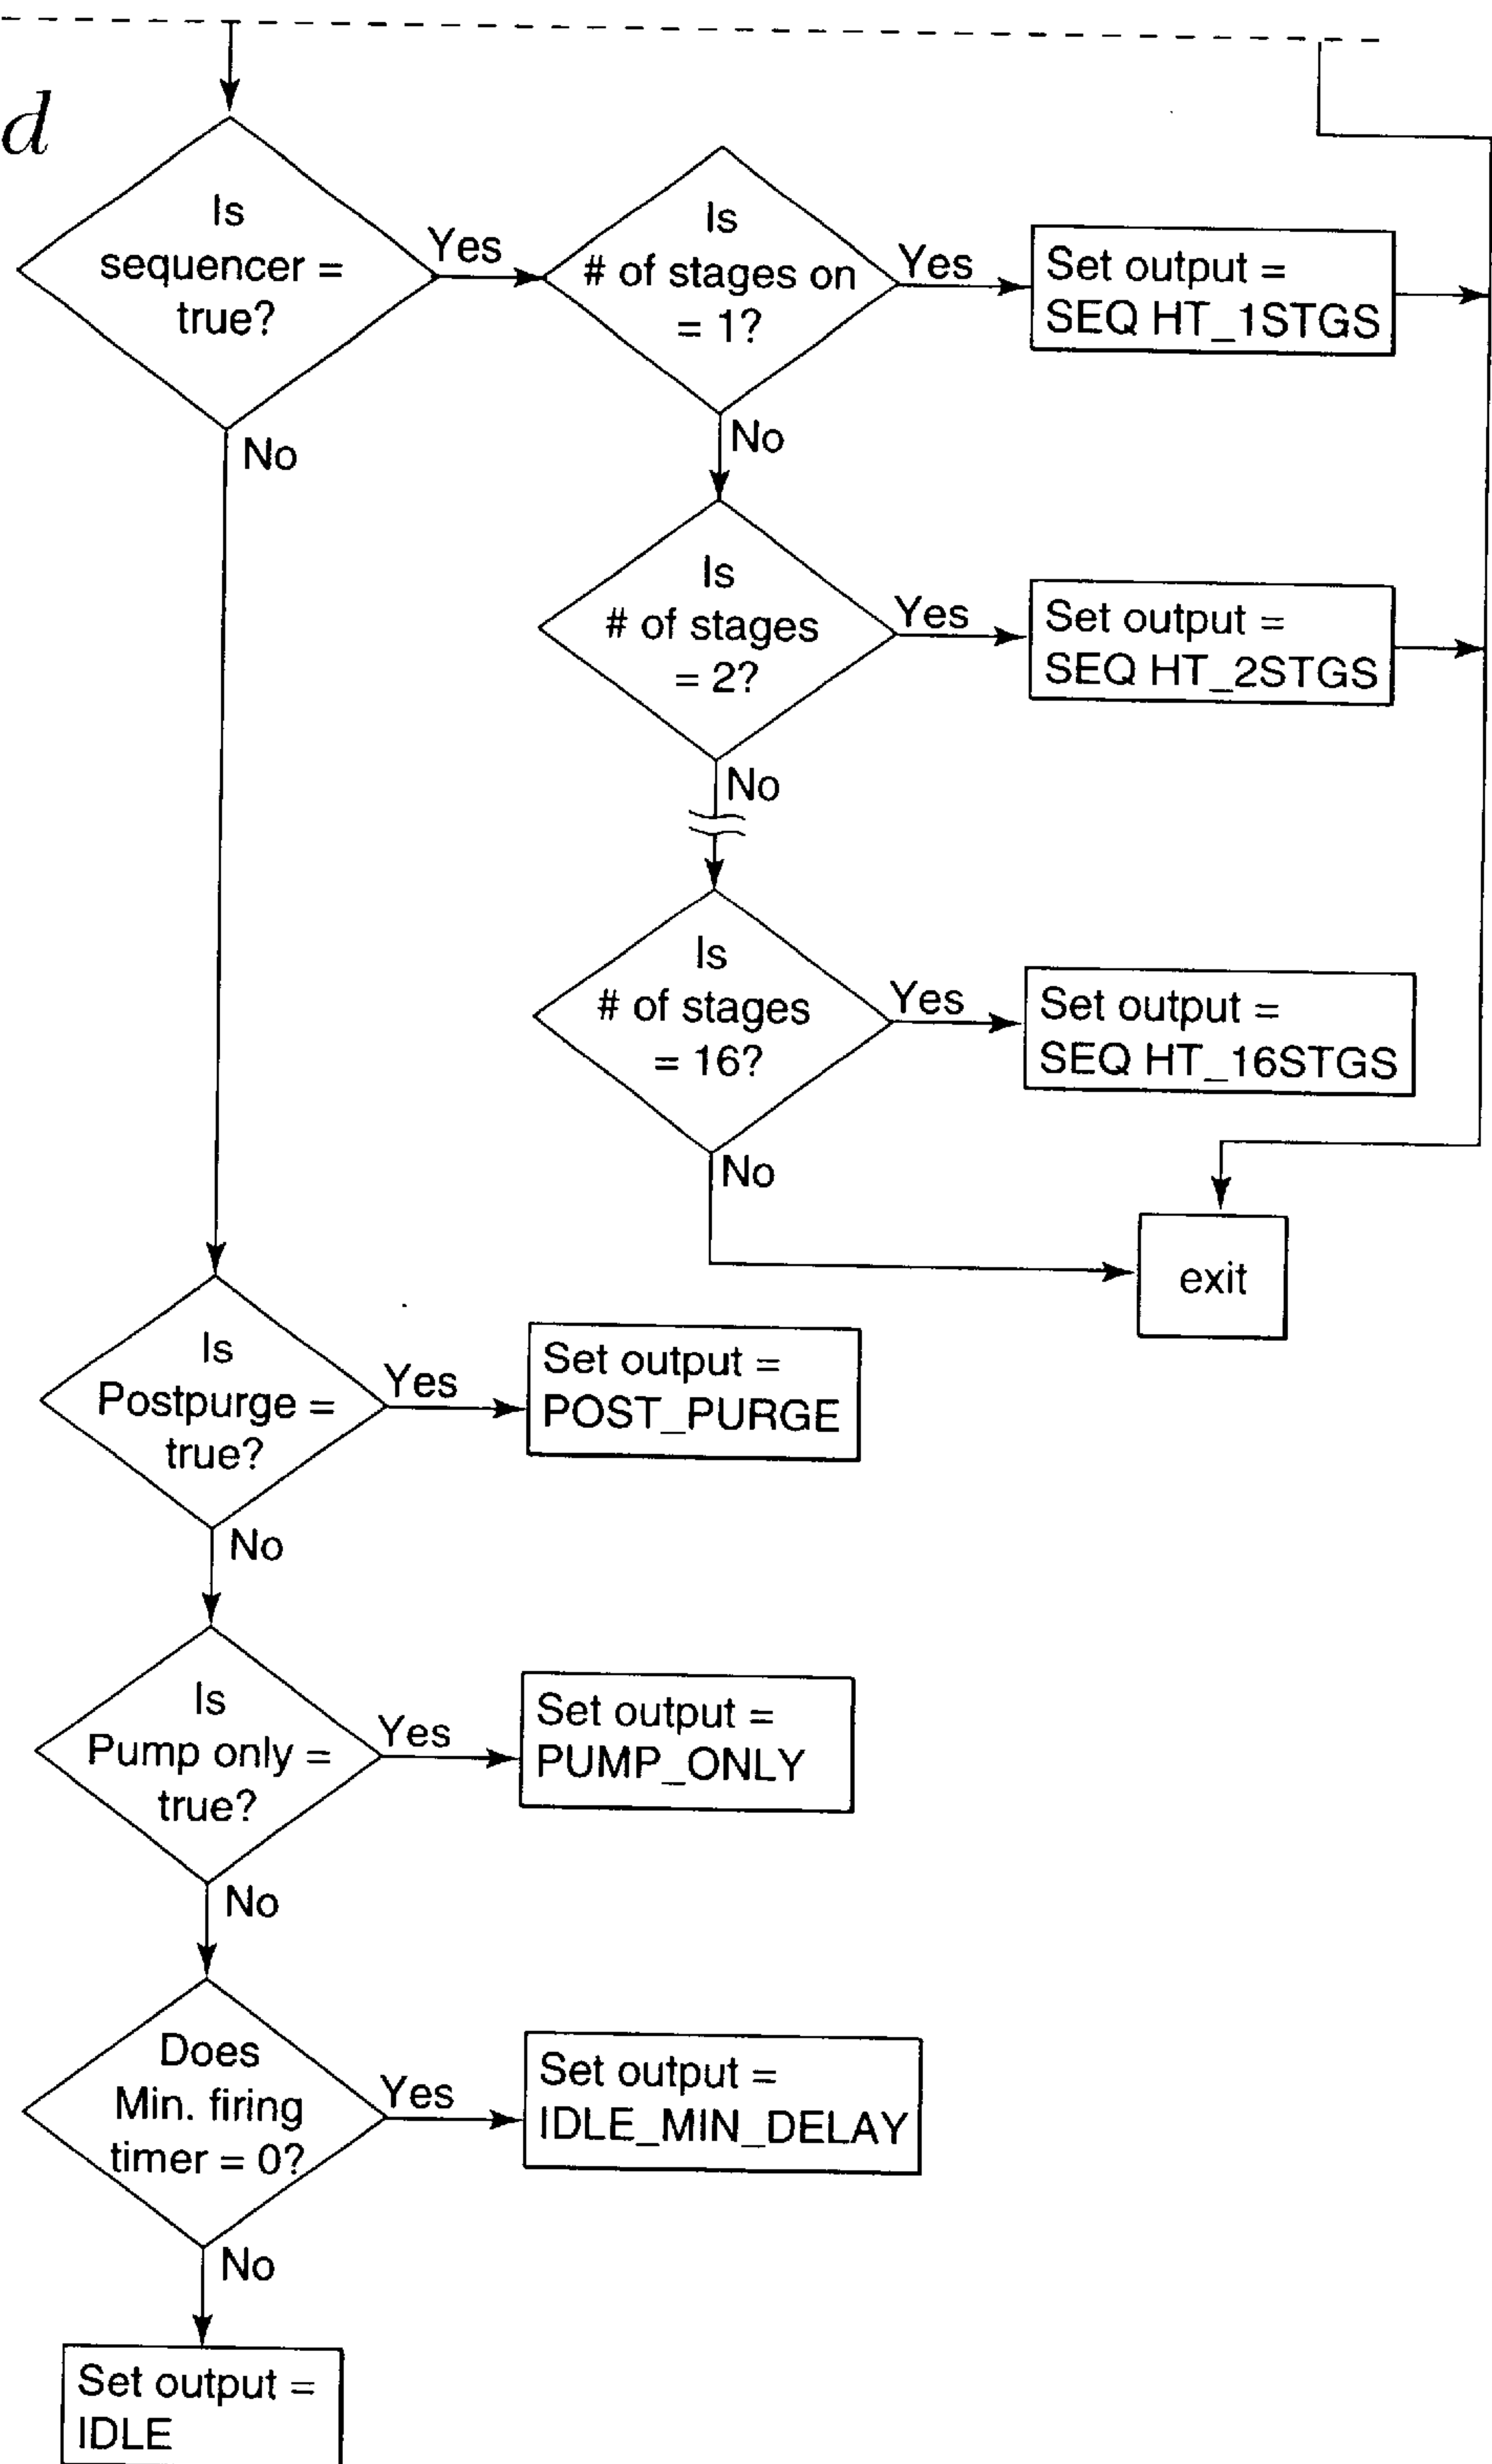 d
Is
sequencer =
true?
Yes
No
Is
# of stages on
= 1?
Yes
No
Set output =
SEQ HT_1STGS
Is
# of stages
= 2?
Yes
No
Set output =
SEQ HT_2STGS
Is
# of stages
= 16?
Yes
No
Set output =
SEQ HT_16STGS
exit
Is
Postpurge =
true?
Yes
No
Set output =
POST_PURGE
Is
Pump only =
true?
Yes
No
Set output =
PUMP_ONLY
Does
Min. firing
timer = 0?
Yes
No
Set output =
IDLE_MIN_DELAY
Set output =
IDLE